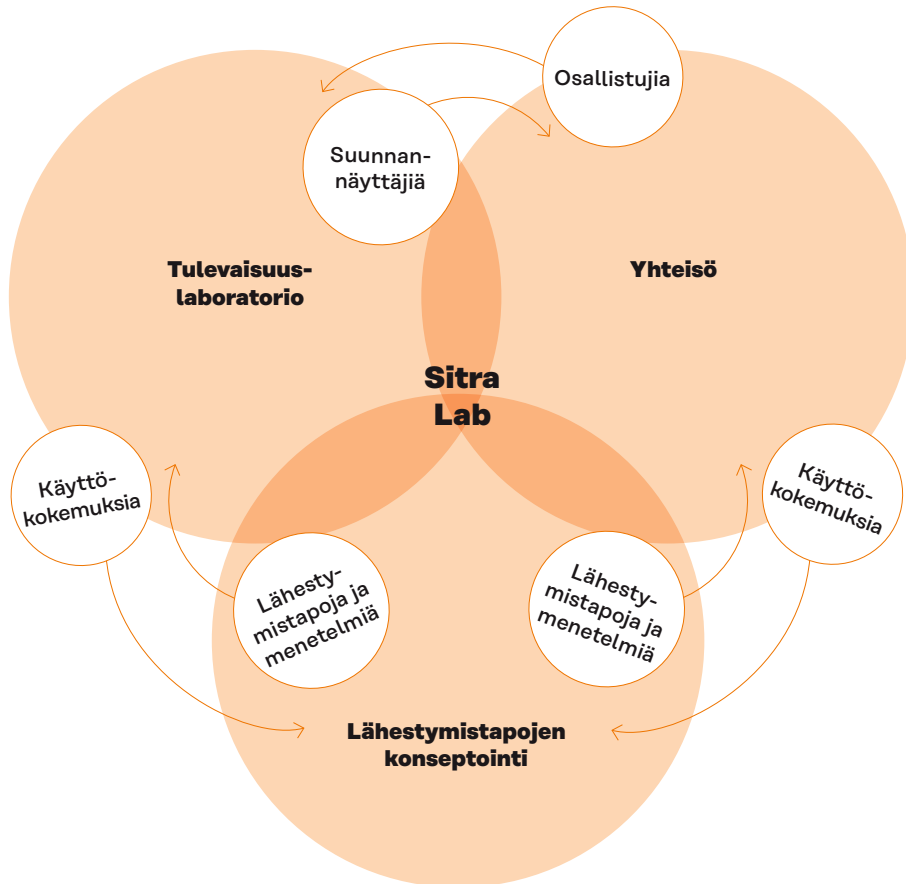 Osallistujia
Suunnan-
näyttäjiä
Tulevaisuus-
laboratorio
Yhteisö
Sitra
Lab
Käyttö-
kokemuksia
Käyttö-
kokemuksia
Lähesty-
mistapoja ja
menetelmiä
Lähesty-
mistapoja ja
menetelmiä
Lähestymistapojen
konseptointi